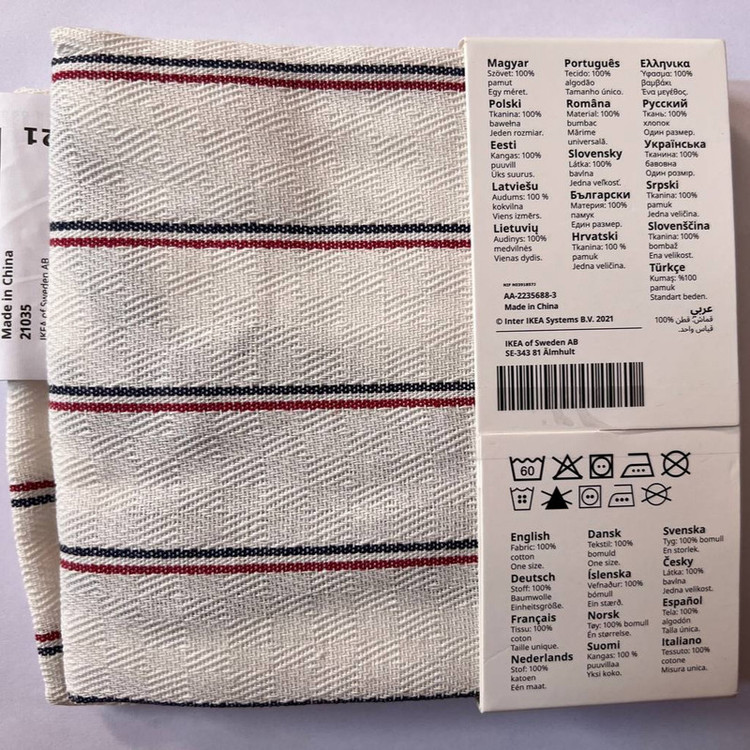 21
Made in China
21035
IKEA of Sweden AB
Magyar
Szövet: 100%
pamut
Egy méret.
Polski
Tkanina: 100%
bawełna
Jeden rozmiar.
Eesti
Kangas: 100%
puuvill
Üks suurus.
Latviešu
Audums: 100 %
kokvilna
Viens izmērs.
Lietuvių
Audinys: 100%
medvilnės
Vienas dydis.
Português
Tecido: 100%
algodão
Tamanho único.
Româna
Material: 100%
bumbac
Mărime
universală.
Slovensky
Látka: 100%
bavlna
Jedna veľkosť.
Български
Материя: 100%
памук
Един размер.
Hrvatski
Tkanina: 100 %
pamuk
Jedna veličina.
Ελληνικα
Ύφασμα: 100%
βαμβάκι
Ένα μεγέθος.
Русский
Ткань: 100%
хлопок
Один размер.
Українська
Тканина: 100%
бавовна
Один розмір.
Srpski
Tkanina: 100%
pamuk
Jedna veličina.
Slovenščina
Tkanina: 100%
bombaž
Ena velikost.
Türkçe
Kumaş: %100
pamuk
Standart beden.
عربي
قماش: قطن 100%
قياس واحد.
AA-2235688-3
Made in China
© Inter IKEA Systems B.V. 2021
IKEA of Sweden AB
SE-343 81 Älmhult
60
English
Fabric: 100%
cotton
One size.
Deutsch
Stoff: 100%
Baumwolle
Einheitsgröße.
Français
Tissu: 100%
coton
Taille unique.
Nederlands
Stof: 100%
katoen
Eén maat.
Dansk
Tekstil: 100%
bomuld
One size.
Íslenska
Vefnaður: 100%
bómull
Ein stærð.
Norsk
Tøy: 100% bomull
Én størrelse.
Suomi
Kangas: 100 %
puuvillaa
Yksi koko.
Svenska
Tyg: 100% bomull
En storlek.
Česky
Látka: 100%
bavlna
Jedna velikost.
Español
Tela: 100%
algodón
Talla única.
Italiano
Tessuto: 100%
cotone
Misura unica.